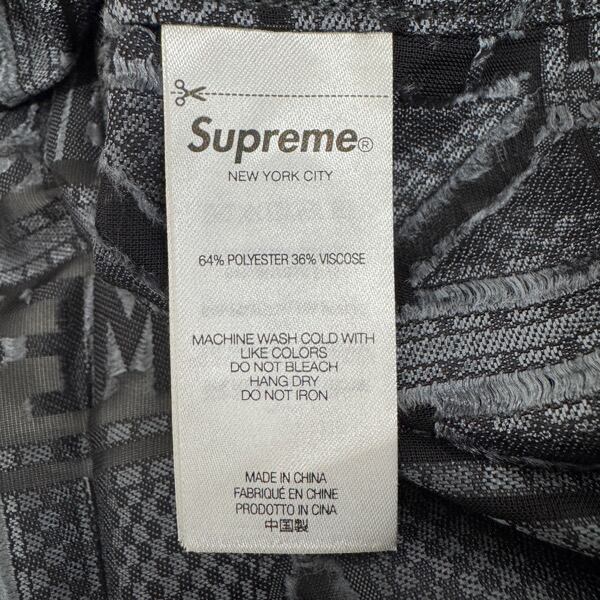 Supreme®
NEW YORK CITY
64% POLYESTER 36% VISCOSE
MACHINE WASH COLD WITH
LIKE COLORS
DO NOT BLEACH
HANG DRY
DO NOT IRON
MADE IN CHINA
FABRIQUÉ EN CHINE
PRODOTTO IN CINA
中国製